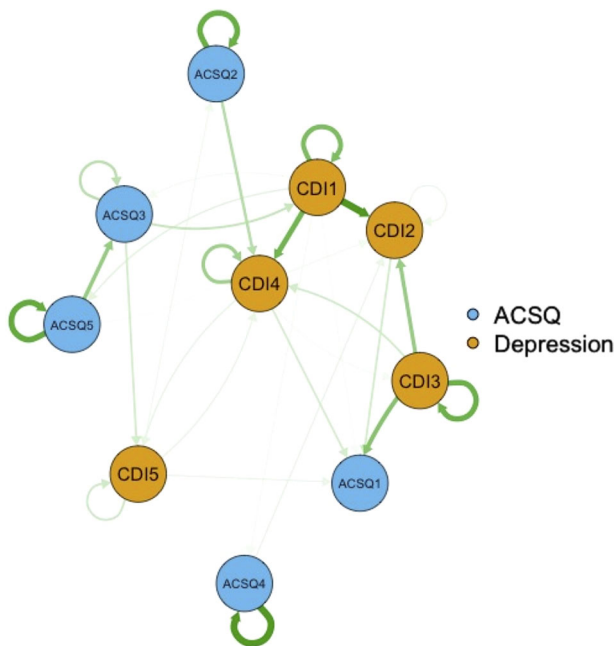 ACSQ2
CDI1
ACSQ3
CDI2
CDI4
ACSQ5
ACSQ
Depression
CDI3
CDI5
ACSQ1
ACSQ4